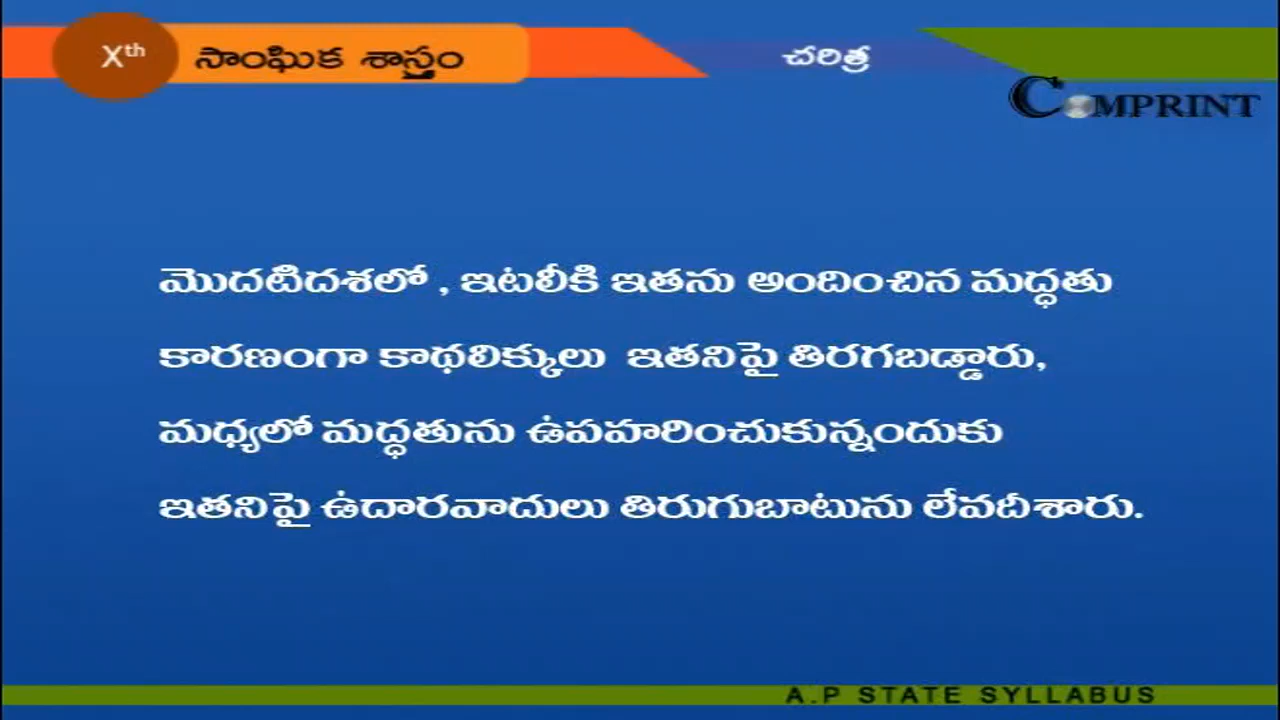 Xth సాంఘిక శాస్త్రం
చరిత్ర
COMPRINT
మొదటిదశలో , ఇటలీకి ఇతను అందించిన మద్ధతు
కారణంగా కాథలిక్కులు ఇతనిపై తిరగబడ్డారు,
మధ్యలో మద్ధతును ఉపహరించుకున్నందుకు
ఇతనిపై ఉదారవాదులు తిరుగుబాటును లేవదీశారు.
A.P STATE SYLLABUS